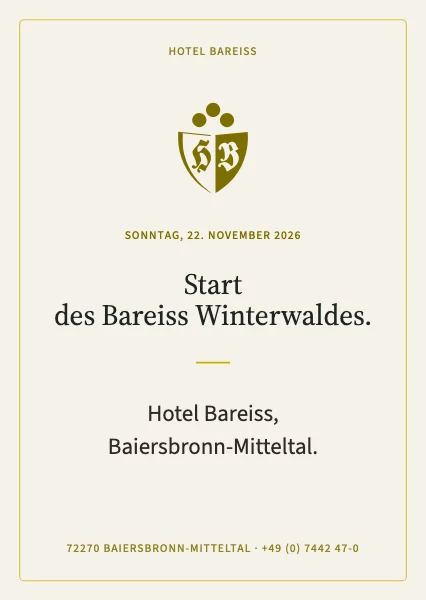 HOTEL BAREISS
H B
SONNTAG, 22. NOVEMBER 2026
Start
des Bareiss Winterwaldes.
Hotel Bareiss,
Baiersbronn-Mitteltal.
72270 BAIERSBRONN-MITTELTAL · +49 (0) 7442 47-0